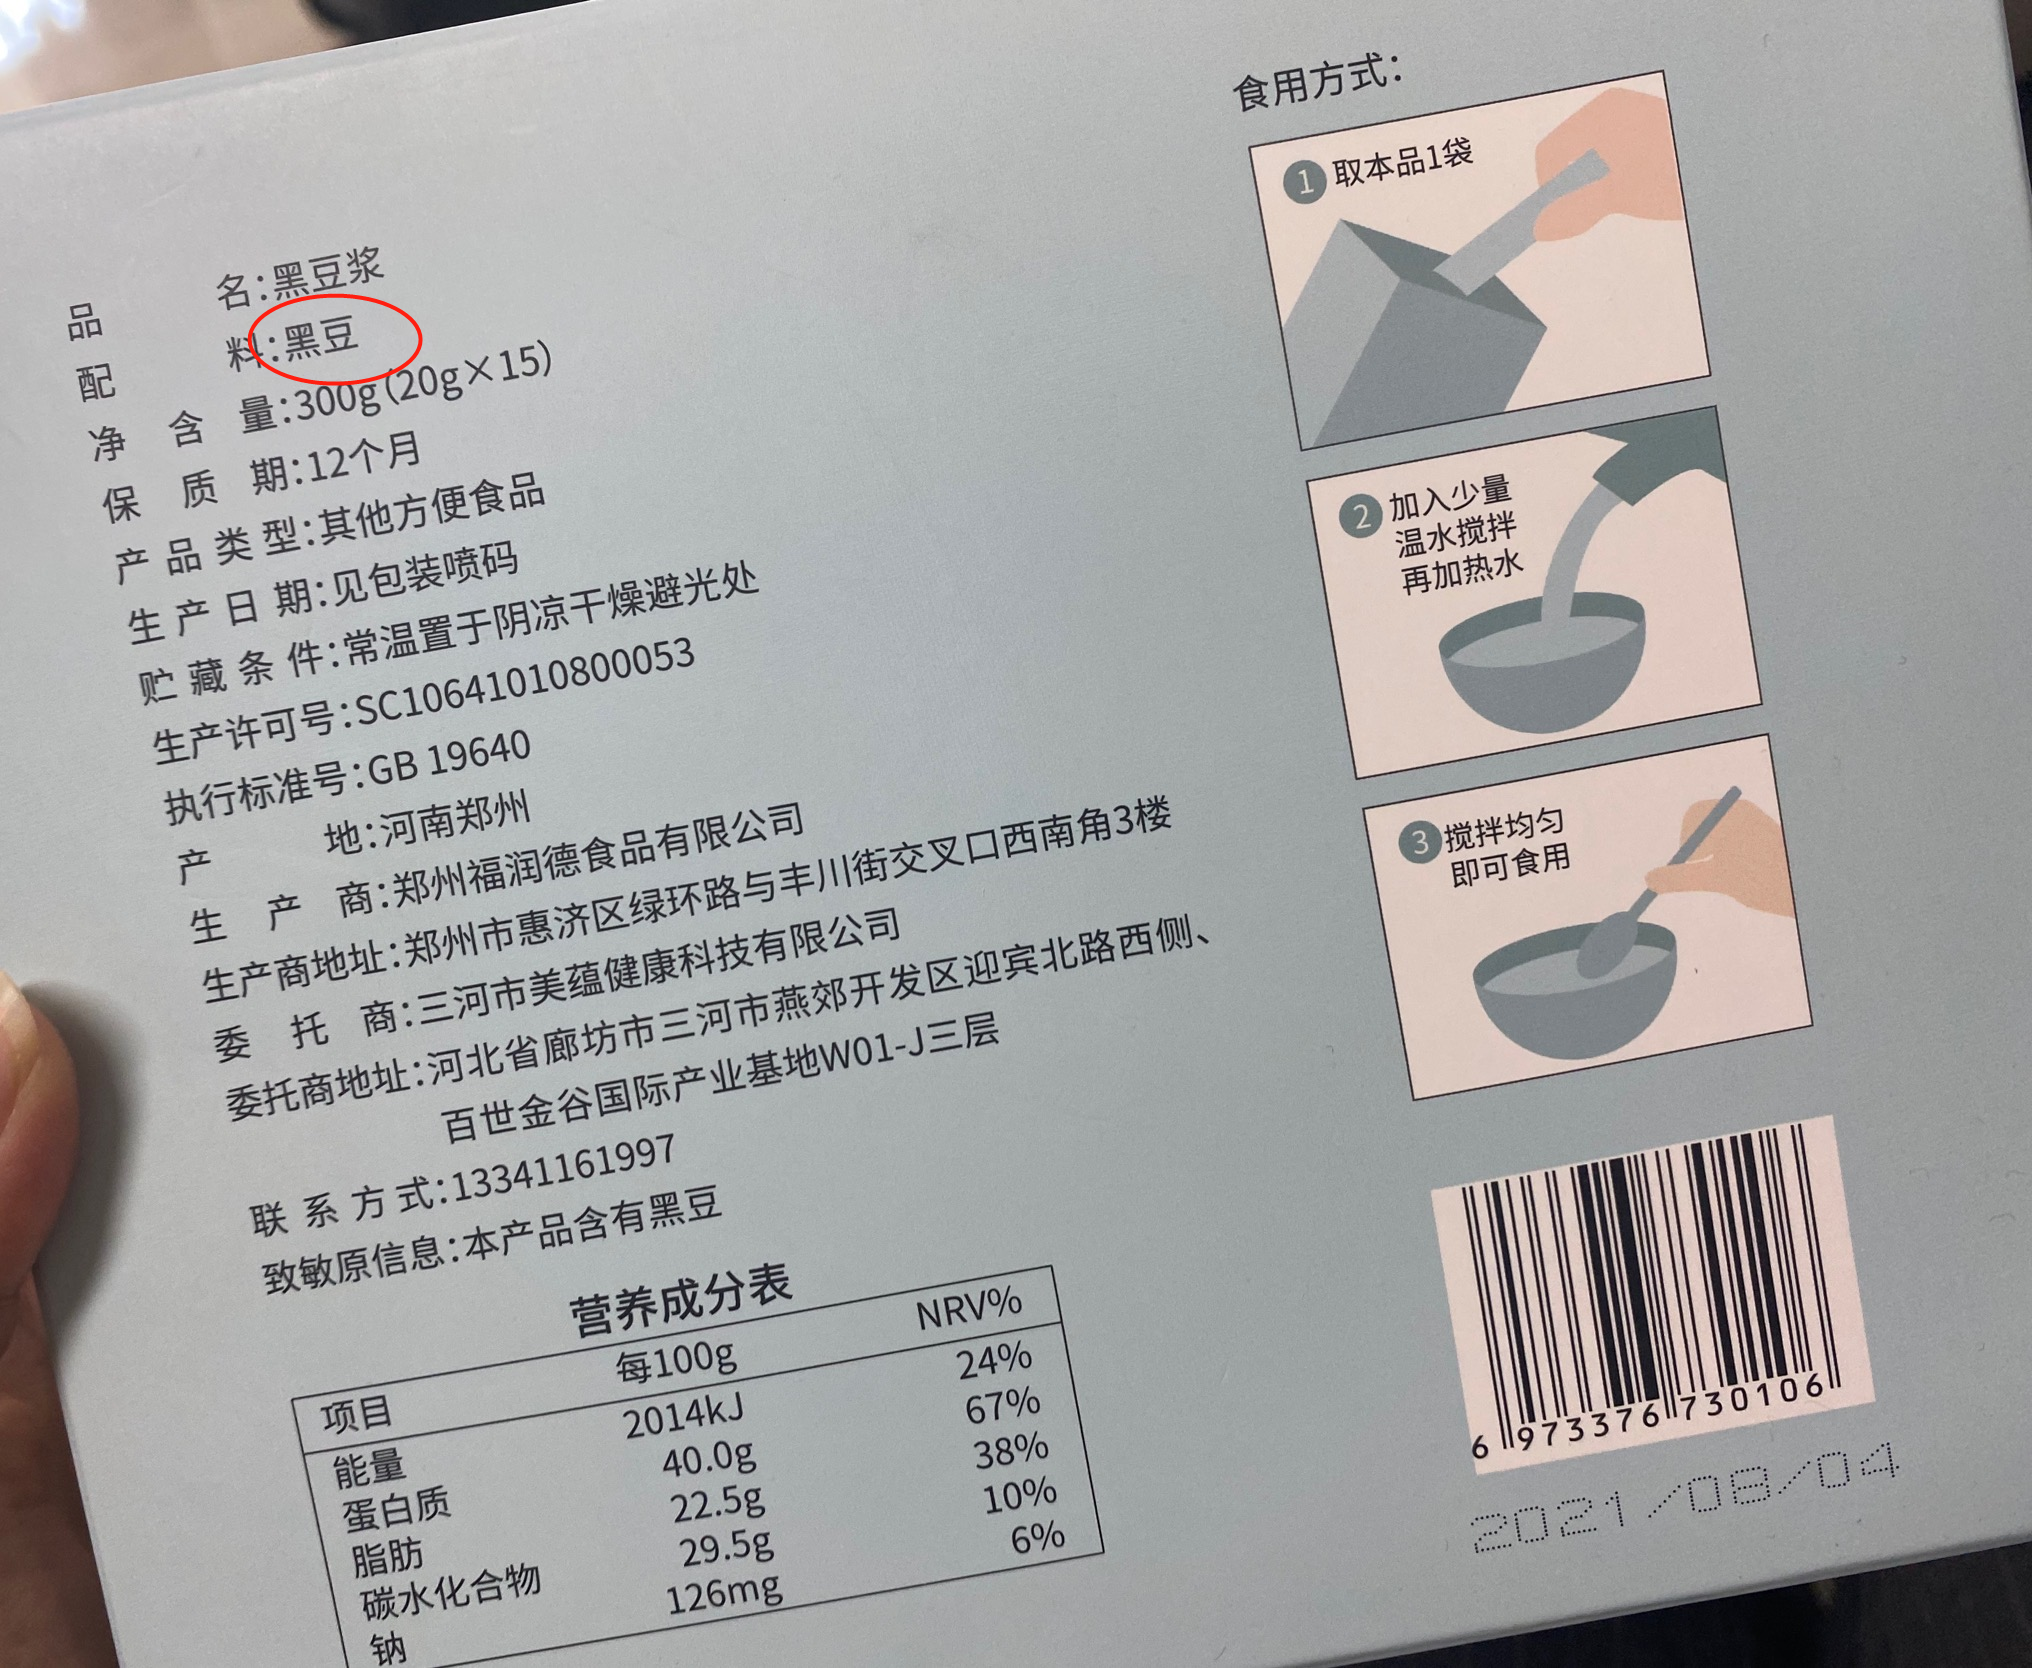 品名:黑豆浆
配料:黑豆
净含量:300g(20g×15)
保质期:12个月
产品类型:其他方便食品
生产日期:见包装喷码
贮藏条件:常温置于阴凉干燥避光处
生产许可号:SC10641010800053
执行标准号:GB 19640
产地:河南郑州
生产商:郑州福润德食品有限公司
生产商地址:郑州市惠济区绿环路与丰川街交叉口西南角3楼
委托商:三河市美蕴健康科技有限公司
委托商地址:河北省廊坊市三河市燕郊开发区迎宾北路西侧、
百世金谷国际产业基地W01-J三层
联系方式:13341161997
致敏原信息:本产品含有黑豆
营养成分表
项目 每100g NRV%
能量 2014kJ 24%
蛋白质 40.0g 67%
脂肪 22.5g 38%
碳水化合物 29.5g 10%
钠 126mg 6%
食用方式:
1 取本品1袋
2 加入少量
温水搅拌
再加热水
3 搅拌均匀
即可食用
6 973376 730106
2021/08/04